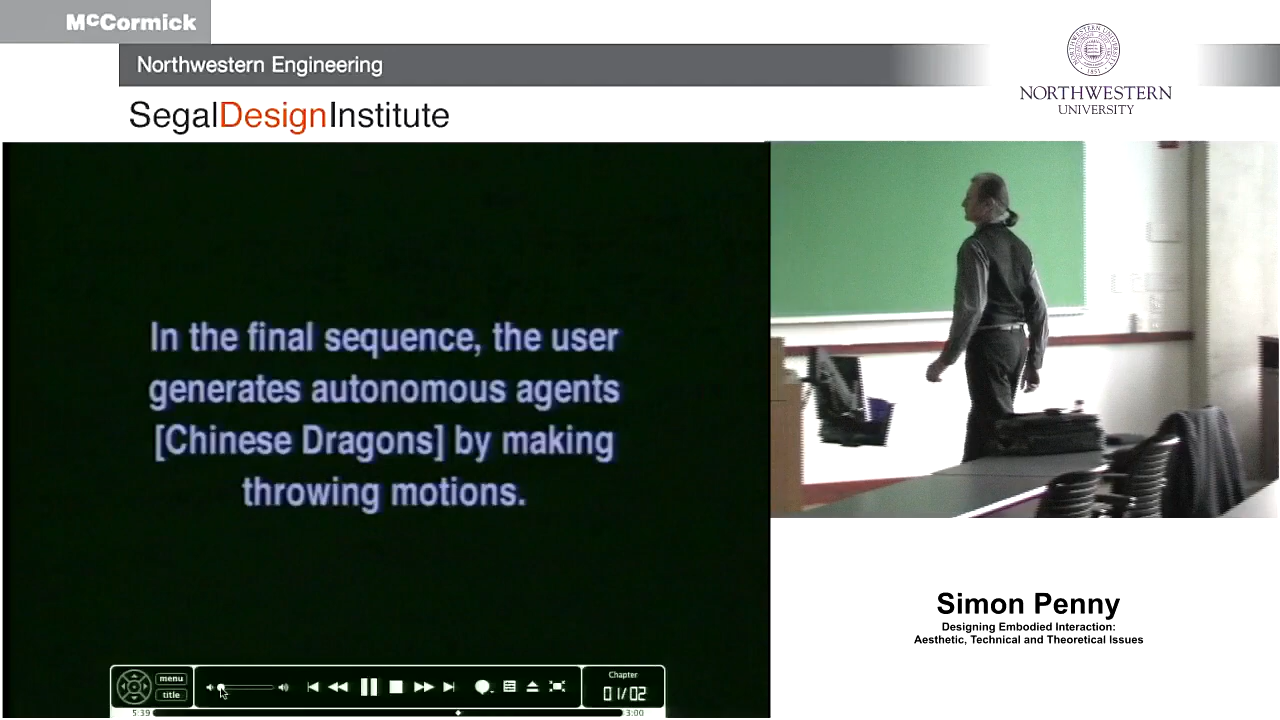 McCormick
Northwestern Engineering
SegalDesignInstitute
NORTHWESTERN
UNIVERSITY
In the final sequence, the user
generates autonomous agents
[Chinese Dragons] by making
throwing motions.
menu
title
Chapter
01/02
5:39
3:00
Simon Penny
Designing Embodied Interaction:
Aesthetic, Technical and Theoretical Issues